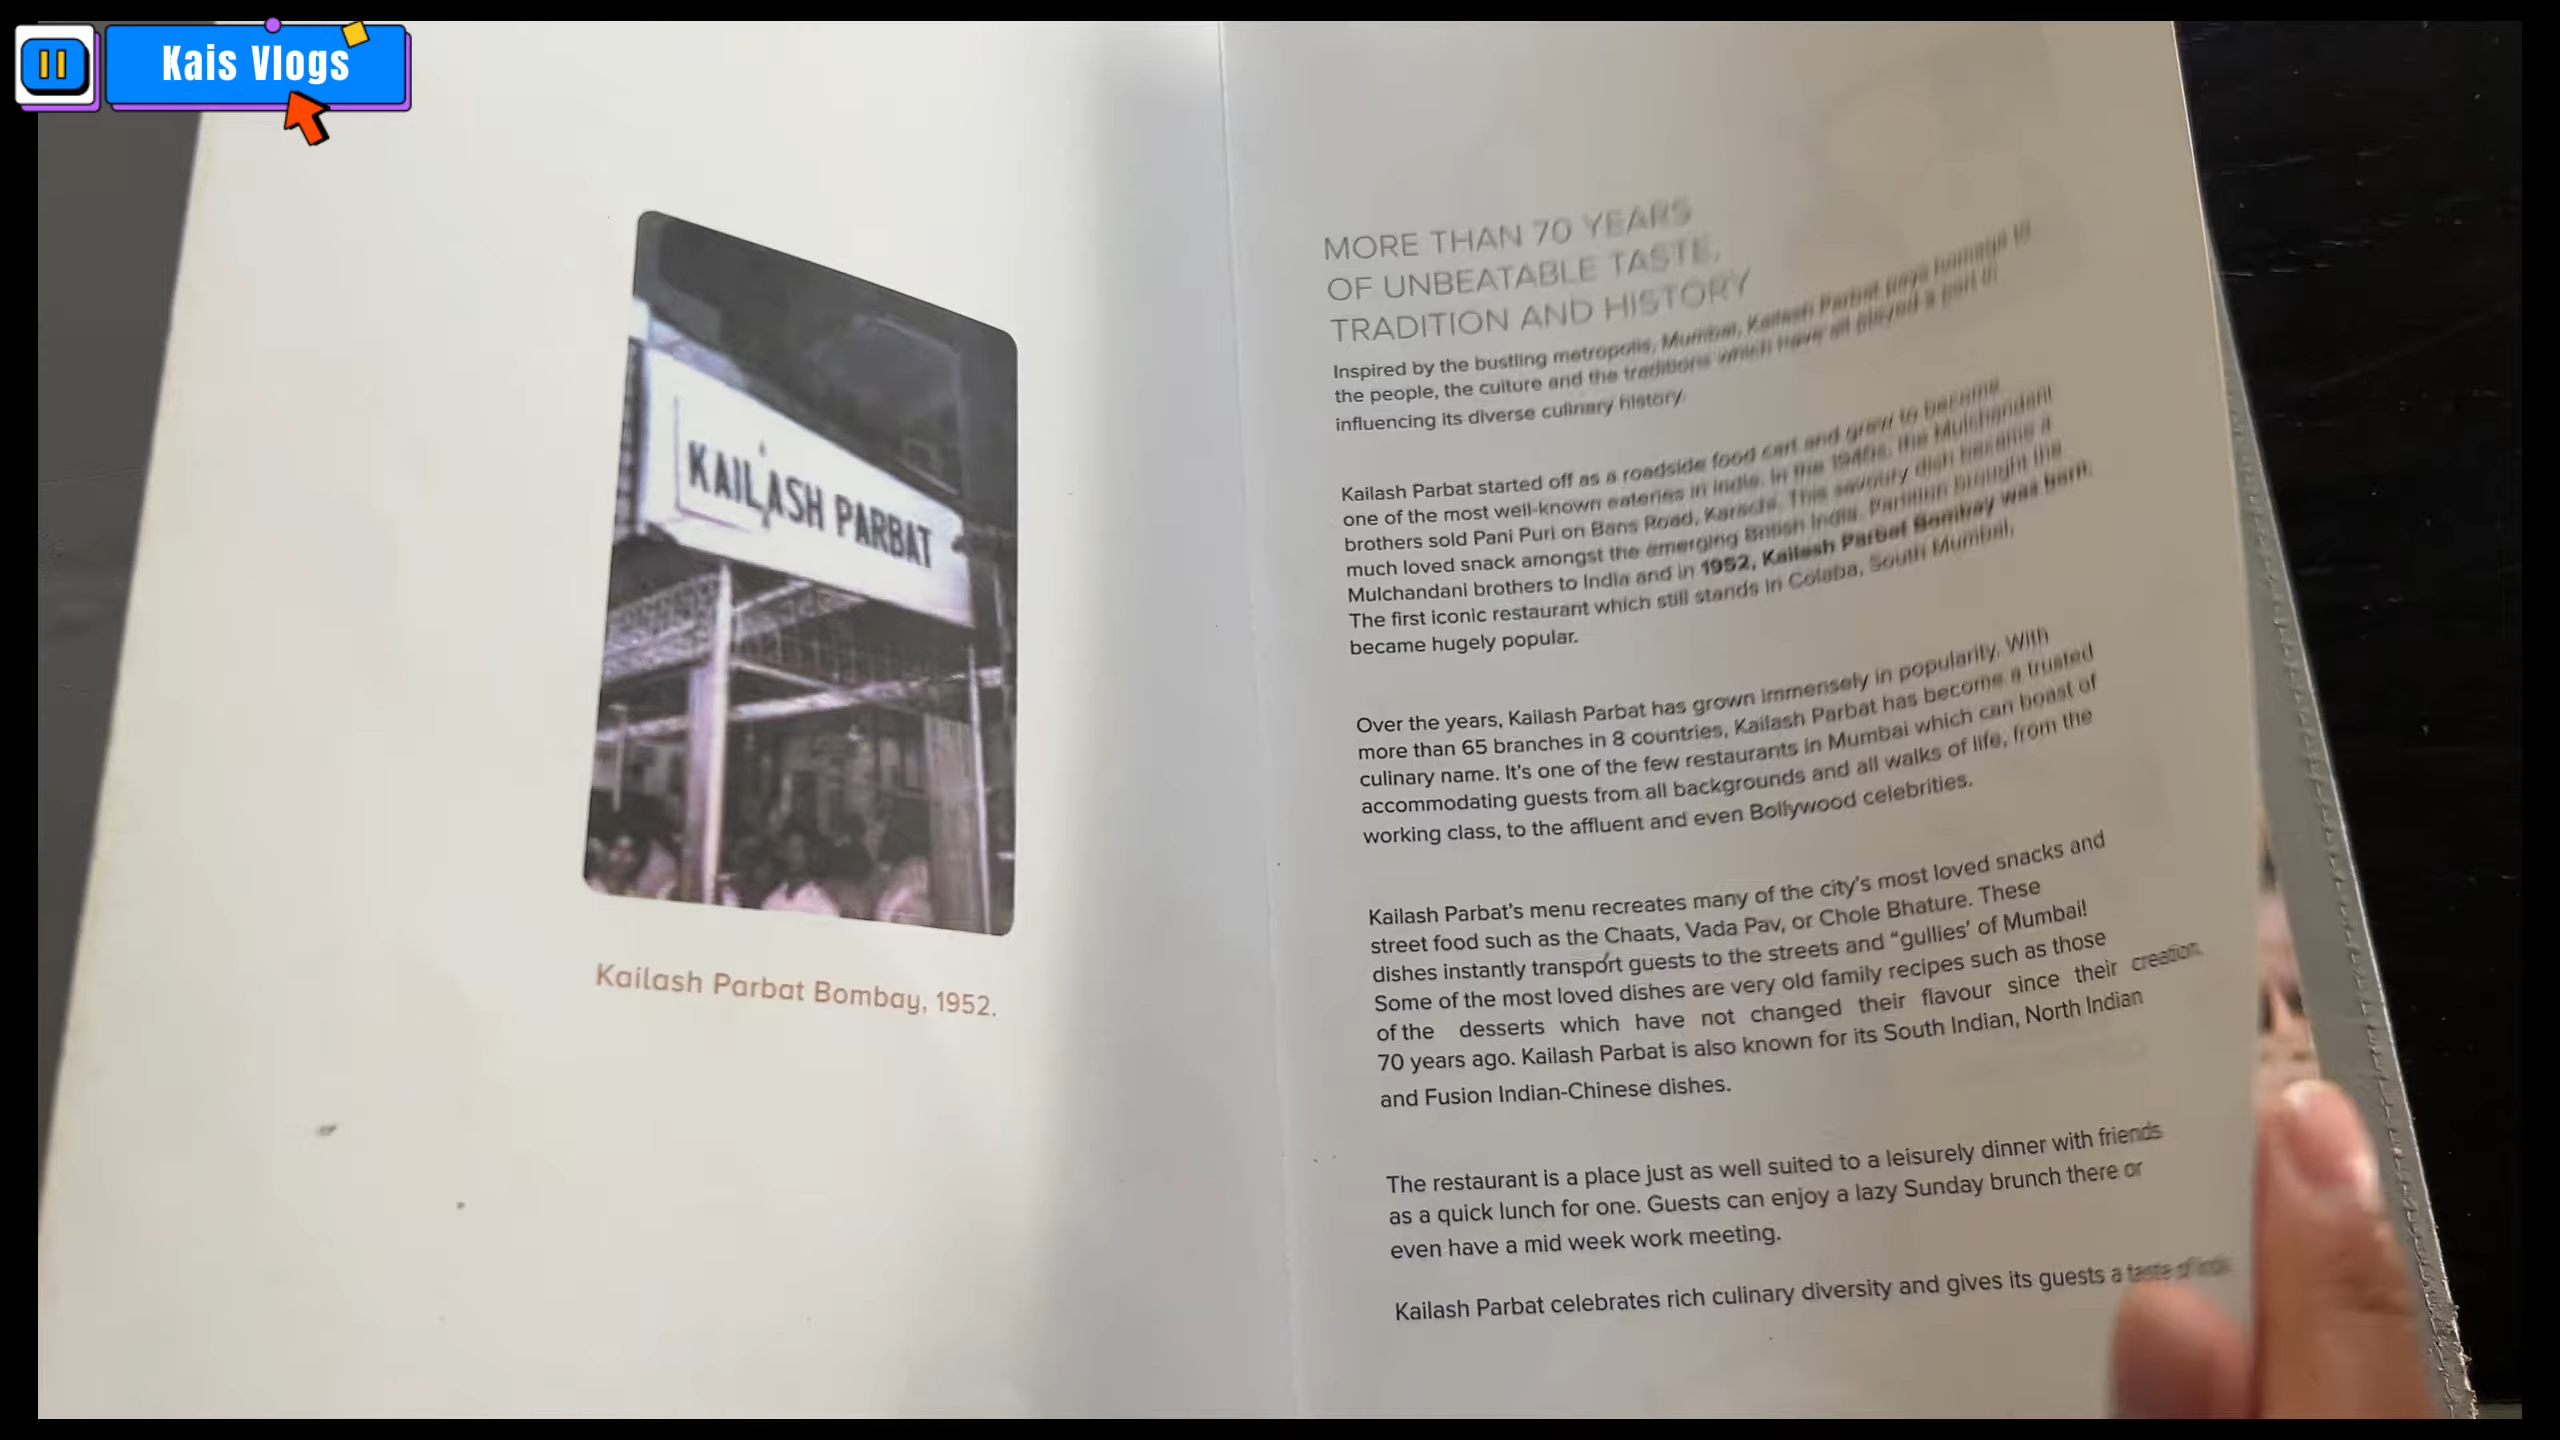 Kais Vlogs
KAILASH PARBAT
Kailash Parbat Bombay, 1952.
MORE THAN 70 YEARS
OF UNBEATABLE TASTE,
TRADITION AND HISTORY
Inspired by the bustling metropolis, Mumbai, Kailash Parbat pays homage to
the people, the culture and the traditions which have all played a part in
influencing its diverse culinary history.
Kailash Parbat started off as a roadside food cart and grew to become
one of the most well-known eateries in India. In the 1940s, the Mulchandani
brothers sold Pani Puri on Bans Road, Karachi. This savoury dish became a
much loved snack amongst the emerging British India. Partition brought the
Mulchandani brothers to India and in 1952, Kailash Parbat Bombay was born.
The first iconic restaurant which still stands in Colaba, South Mumbai,
became hugely popular.
Over the years, Kailash Parbat has grown immensely in popularity. With
more than 65 branches in 8 countries, Kailash Parbat has become a trusted
culinary name. It's one of the few restaurants in Mumbai which can boast of
accommodating guests from all backgrounds and all walks of life, from the
working class, to the affluent and even Bollywood celebrities.
Kailash Parbat's menu recreates many of the city's most loved snacks and
street food such as the Chaats, Vada Pav, or Chole Bhature. These
dishes instantly transport guests to the streets and "gullies' of Mumbai!
Some of the most loved dishes are very old family recipes such as those
of the desserts which have not changed their flavour since their creation
70 years ago. Kailash Parbat is also known for its South Indian, North Indian
and Fusion Indian-Chinese dishes.
The restaurant is a place just as well suited to a leisurely dinner with friends
as a quick lunch for one. Guests can enjoy a lazy Sunday brunch there or
even have a mid week work meeting.
Kailash Parbat celebrates rich culinary diversity and gives its guests a taste of